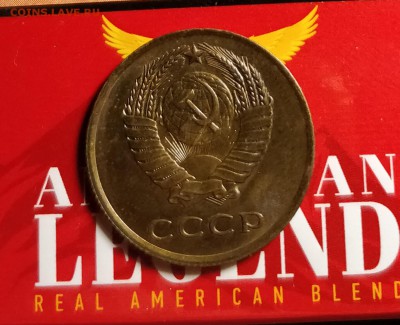 COINS.LAVE.RU
СССР
A AN
LEGEND
REAL AMERICAN BLEND